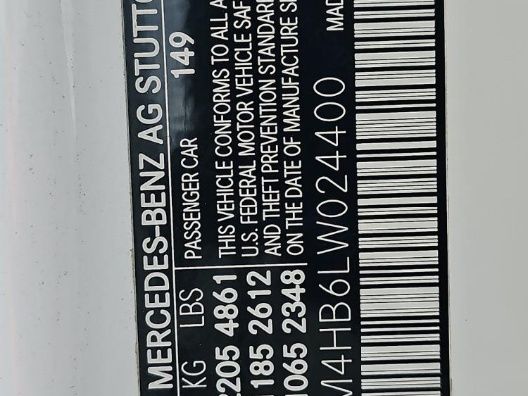 MERCEDES-BENZ AG STUTT
149
KG LBS PASSENGER CAR
2205 4861 THIS VEHICLE CONFORMS TO ALL A
1185 2612 U.S. FEDERAL MOTOR VEHICLE SAF
1065 2348 AND THEFT PREVENTION STANDARD
ON THE DATE OF MANUFACTURE S
M4HB6LW024400
MAD